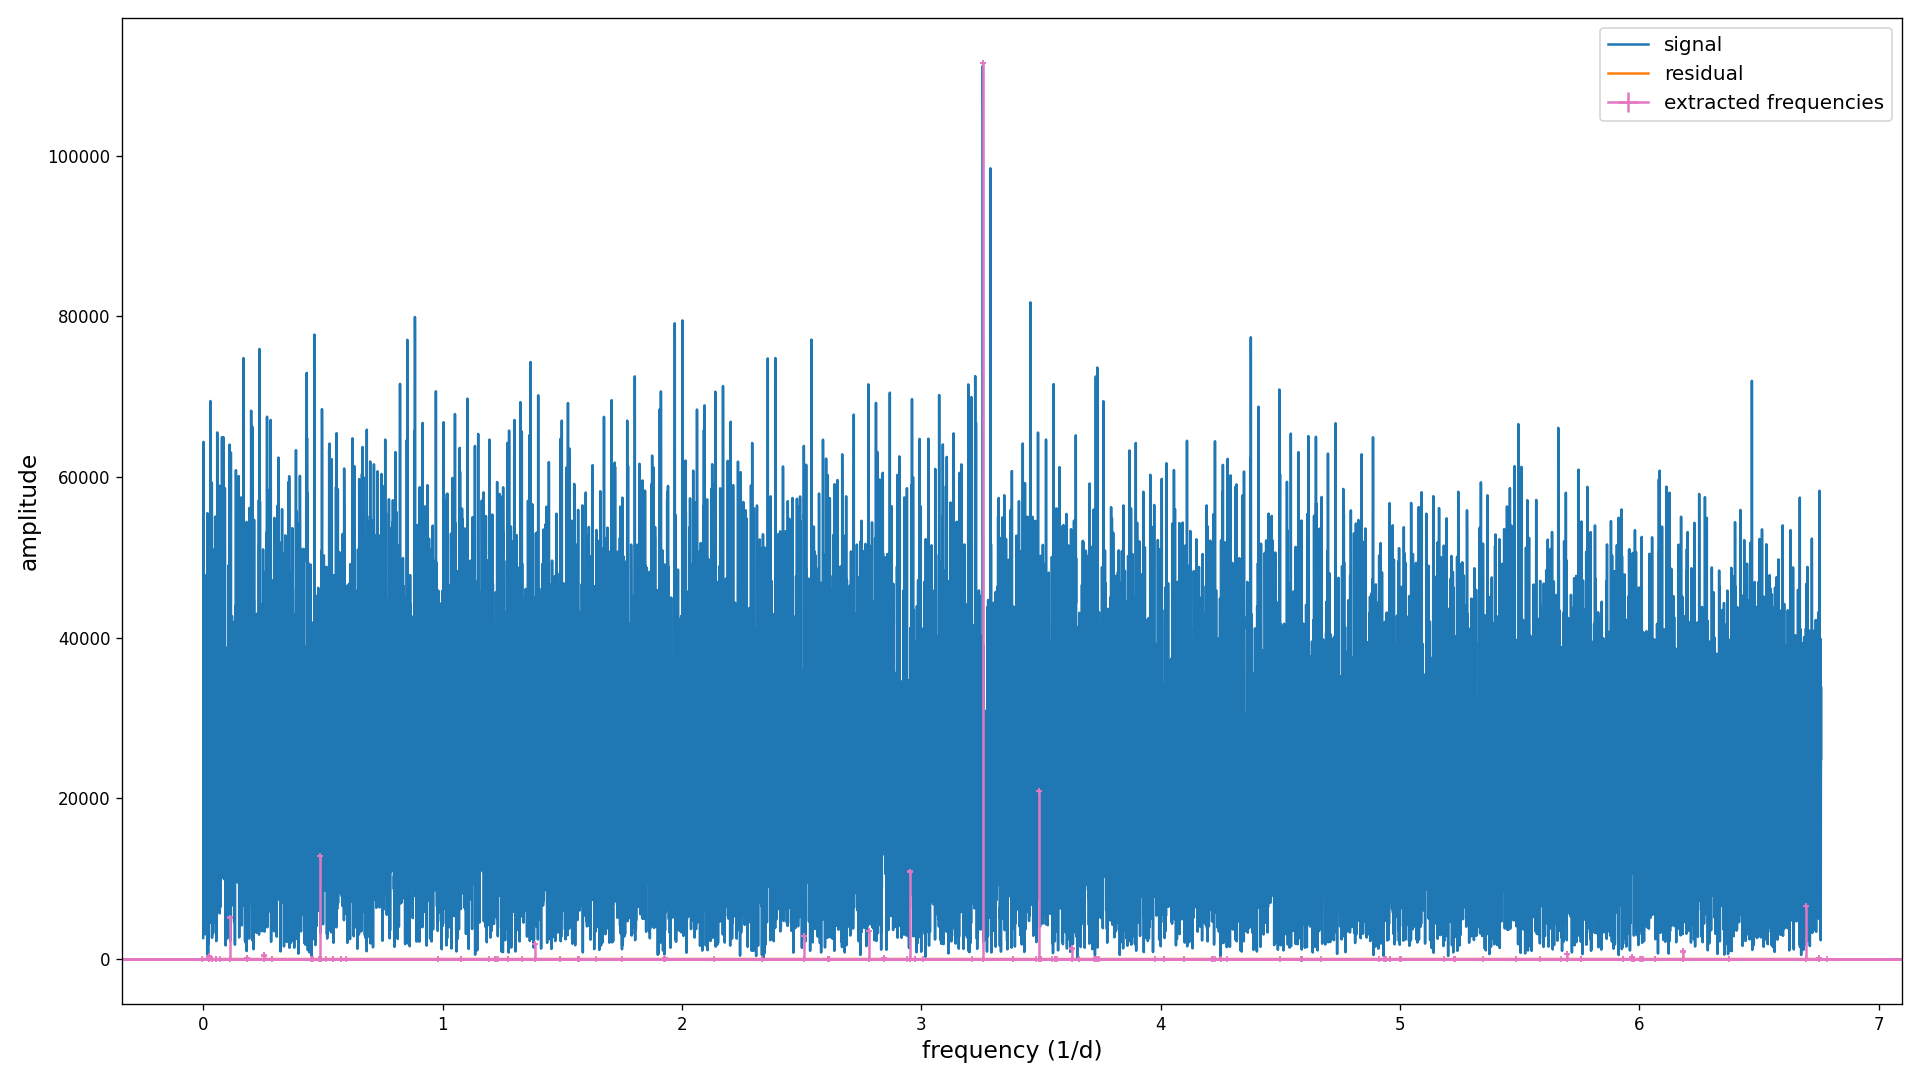 signal
residual
extracted frequencies
amplitude
100000
80000
60000
40000
20000
0
0 1 2 3 4 5 6 7
frequency (1/d)